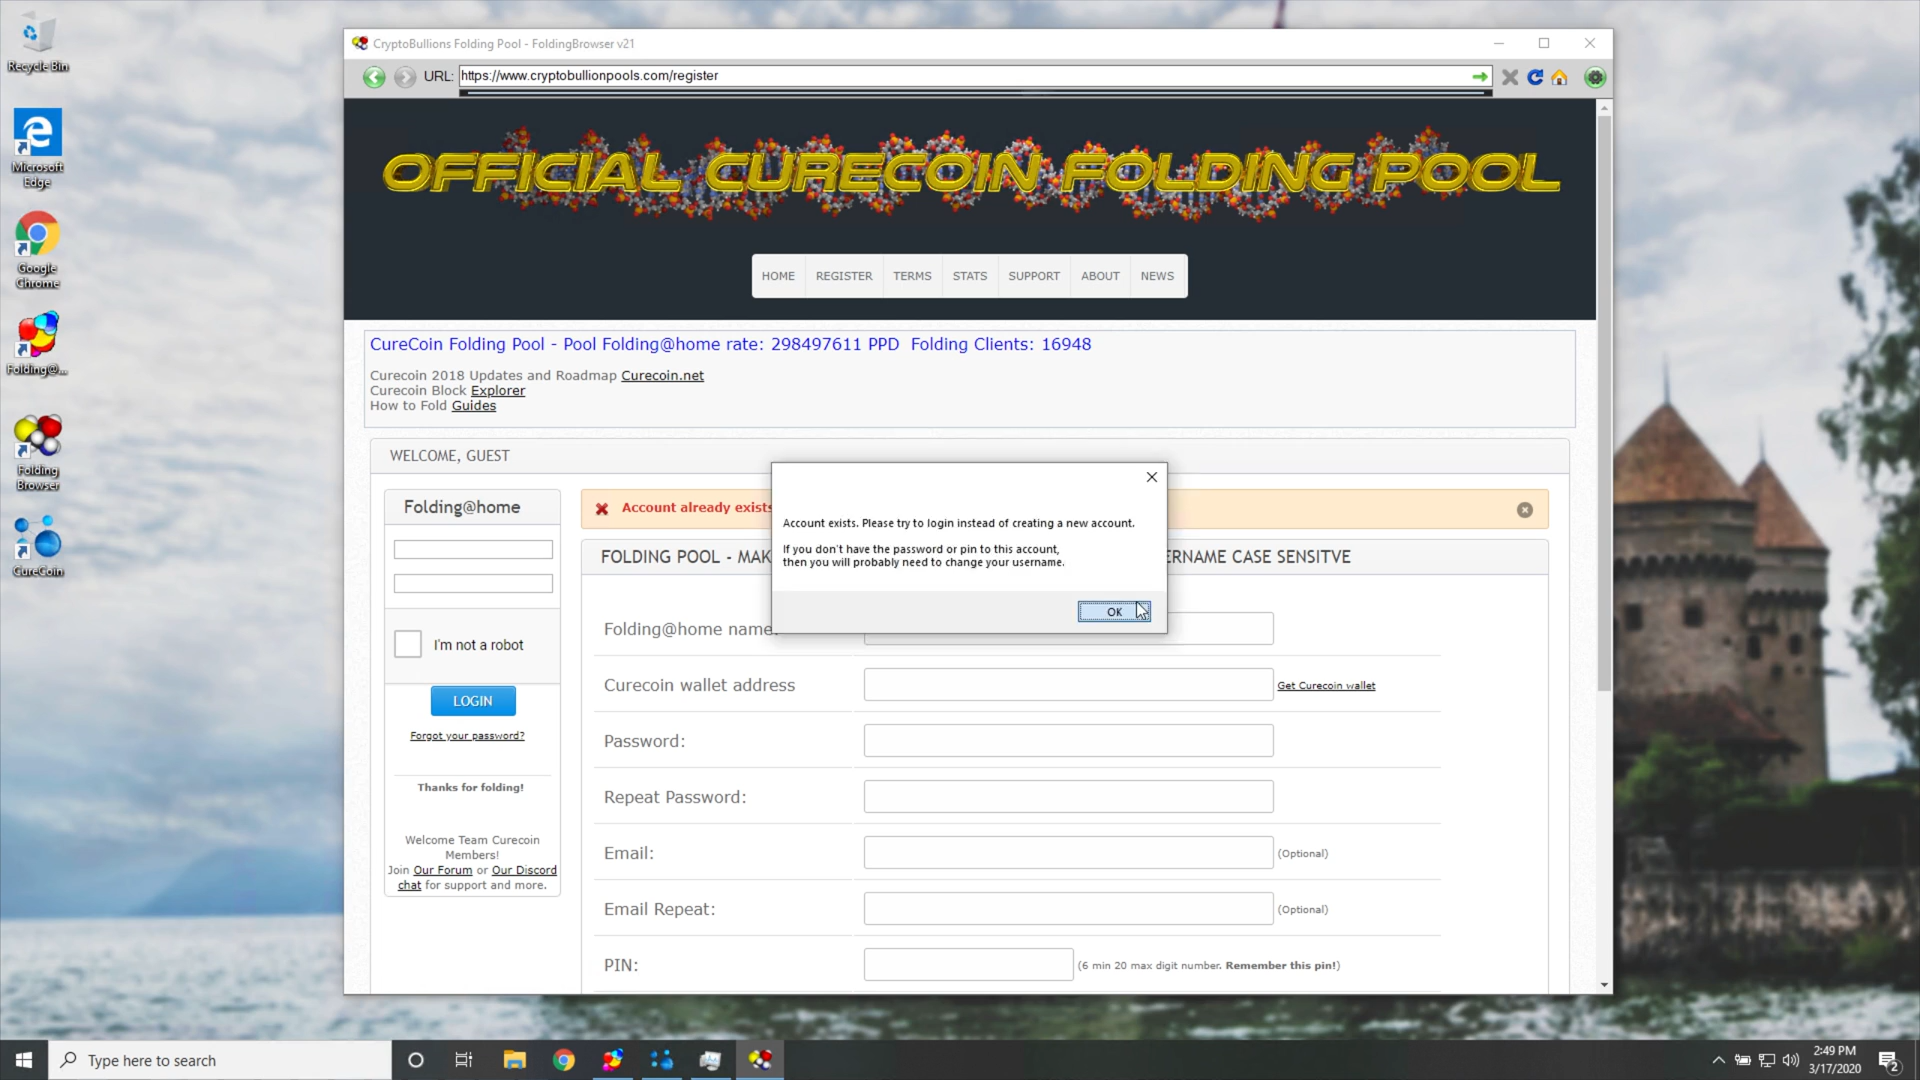 Recycle Bin
Microsoft
Edge
Google
Chrome
Folding@...
Folding
Browser
CureCoin
CryptoBullions Folding Pool - FoldingBrowser v21
URL:
https://www.cryptobullionpools.com/register
OFFICIAL CURECOIN FOLDING POOL
HOME
REGISTER
TERMS
STATS
SUPPORT
ABOUT
NEWS
CureCoin Folding Pool - Pool Folding@home rate: 298497611 PPD Folding Clients: 16948
Curecoin 2018 Updates and Roadmap Curecoin.net
Curecoin Block Explorer
How to Fold Guides
WELCOME, GUEST
Folding@home
I'm not a robot
LOGIN
Forgot your password?
Thanks for folding!
Welcome Team Curecoin
Members!
Join Our Forum or Our Discord
chat for support and more.
Account already exists
FOLDING POOL - MAK
ERNAME CASE SENSITVE
Account exists. Please try to login instead of creating a new account.
If you don't have the password or pin to this account,
then you will probably need to change your username.
OK
Folding@home name:
Curecoin wallet address
Get Curecoin wallet
Password:
Repeat Password:
Email:
(Optional)
Email Repeat:
(Optional)
PIN:
(6 min 20 max digit number. Remember this pin!)
Type here to search
2:49 PM
3/17/2020
2